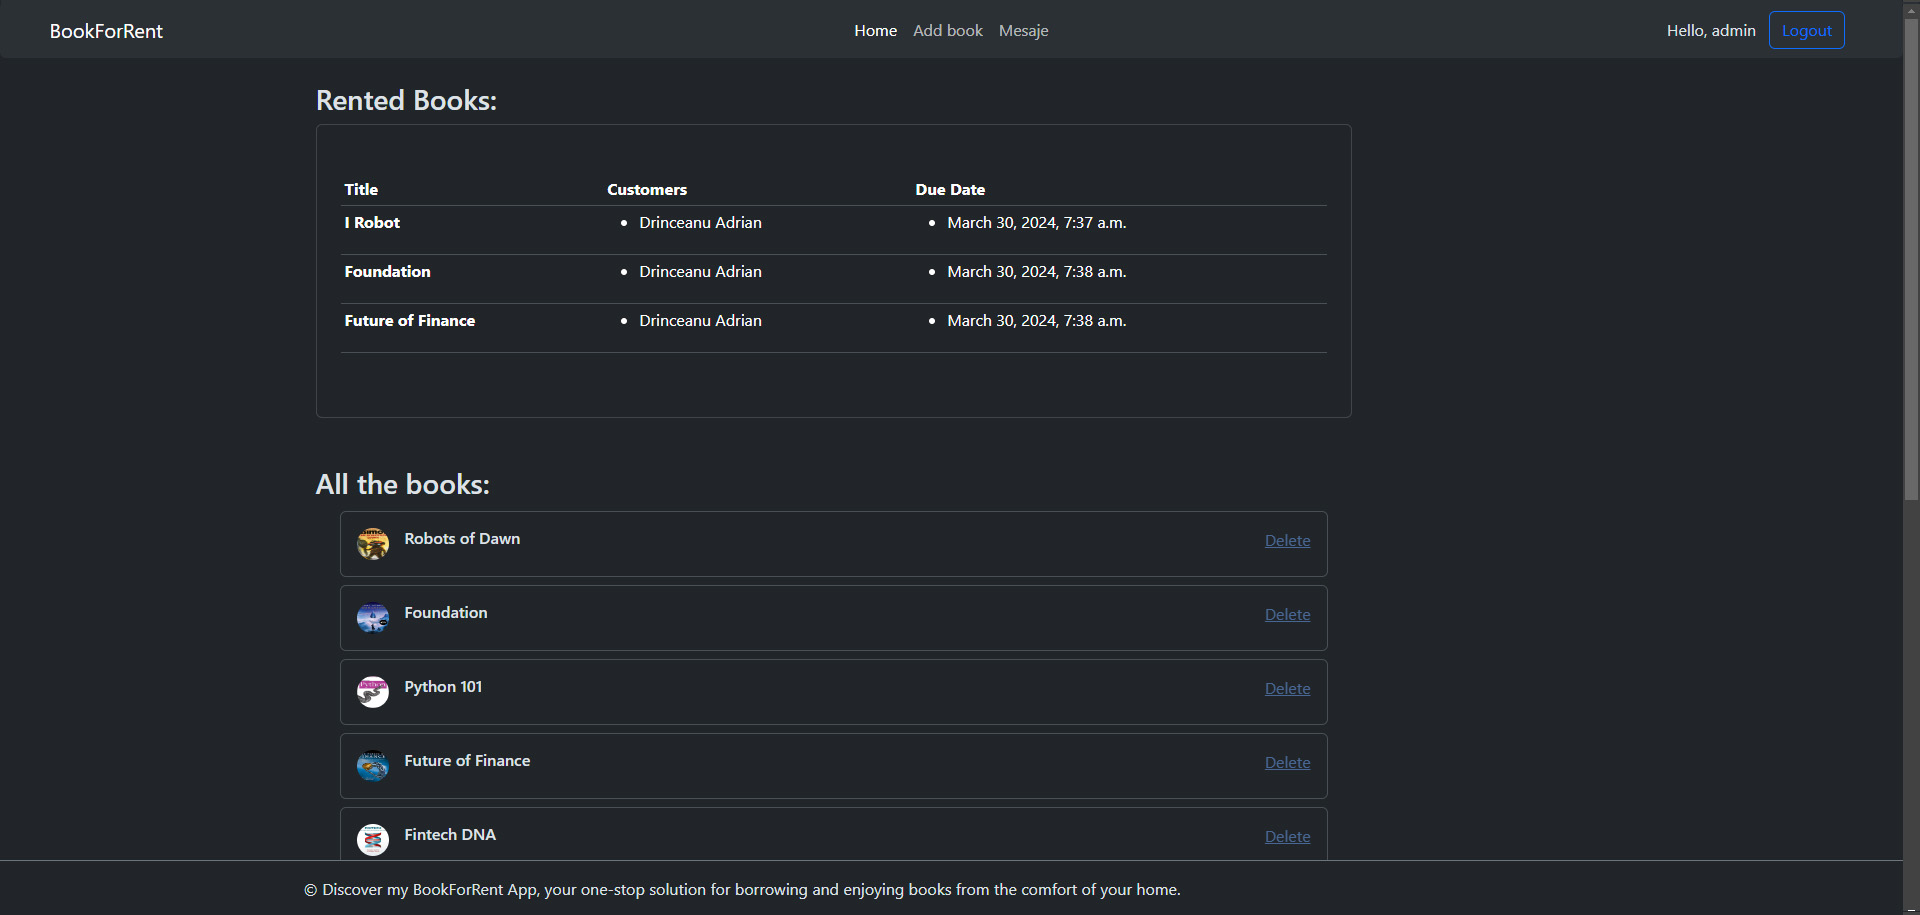 BookForRent Home Add book Mesaje Hello, admin Logout
Rented Books:
Title Customers Due Date
I Robot • Drinceanu Adrian • March 30, 2024, 7:37 a.m.
Foundation • Drinceanu Adrian • March 30, 2024, 7:38 a.m.
Future of Finance • Drinceanu Adrian • March 30, 2024, 7:38 a.m.
All the books:
Robots of Dawn Delete
Foundation Delete
Python 101 Delete
Future of Finance Delete
Fintech DNA Delete
© Discover my BookForRent App, your one-stop solution for borrowing and enjoying books from the comfort of your home.